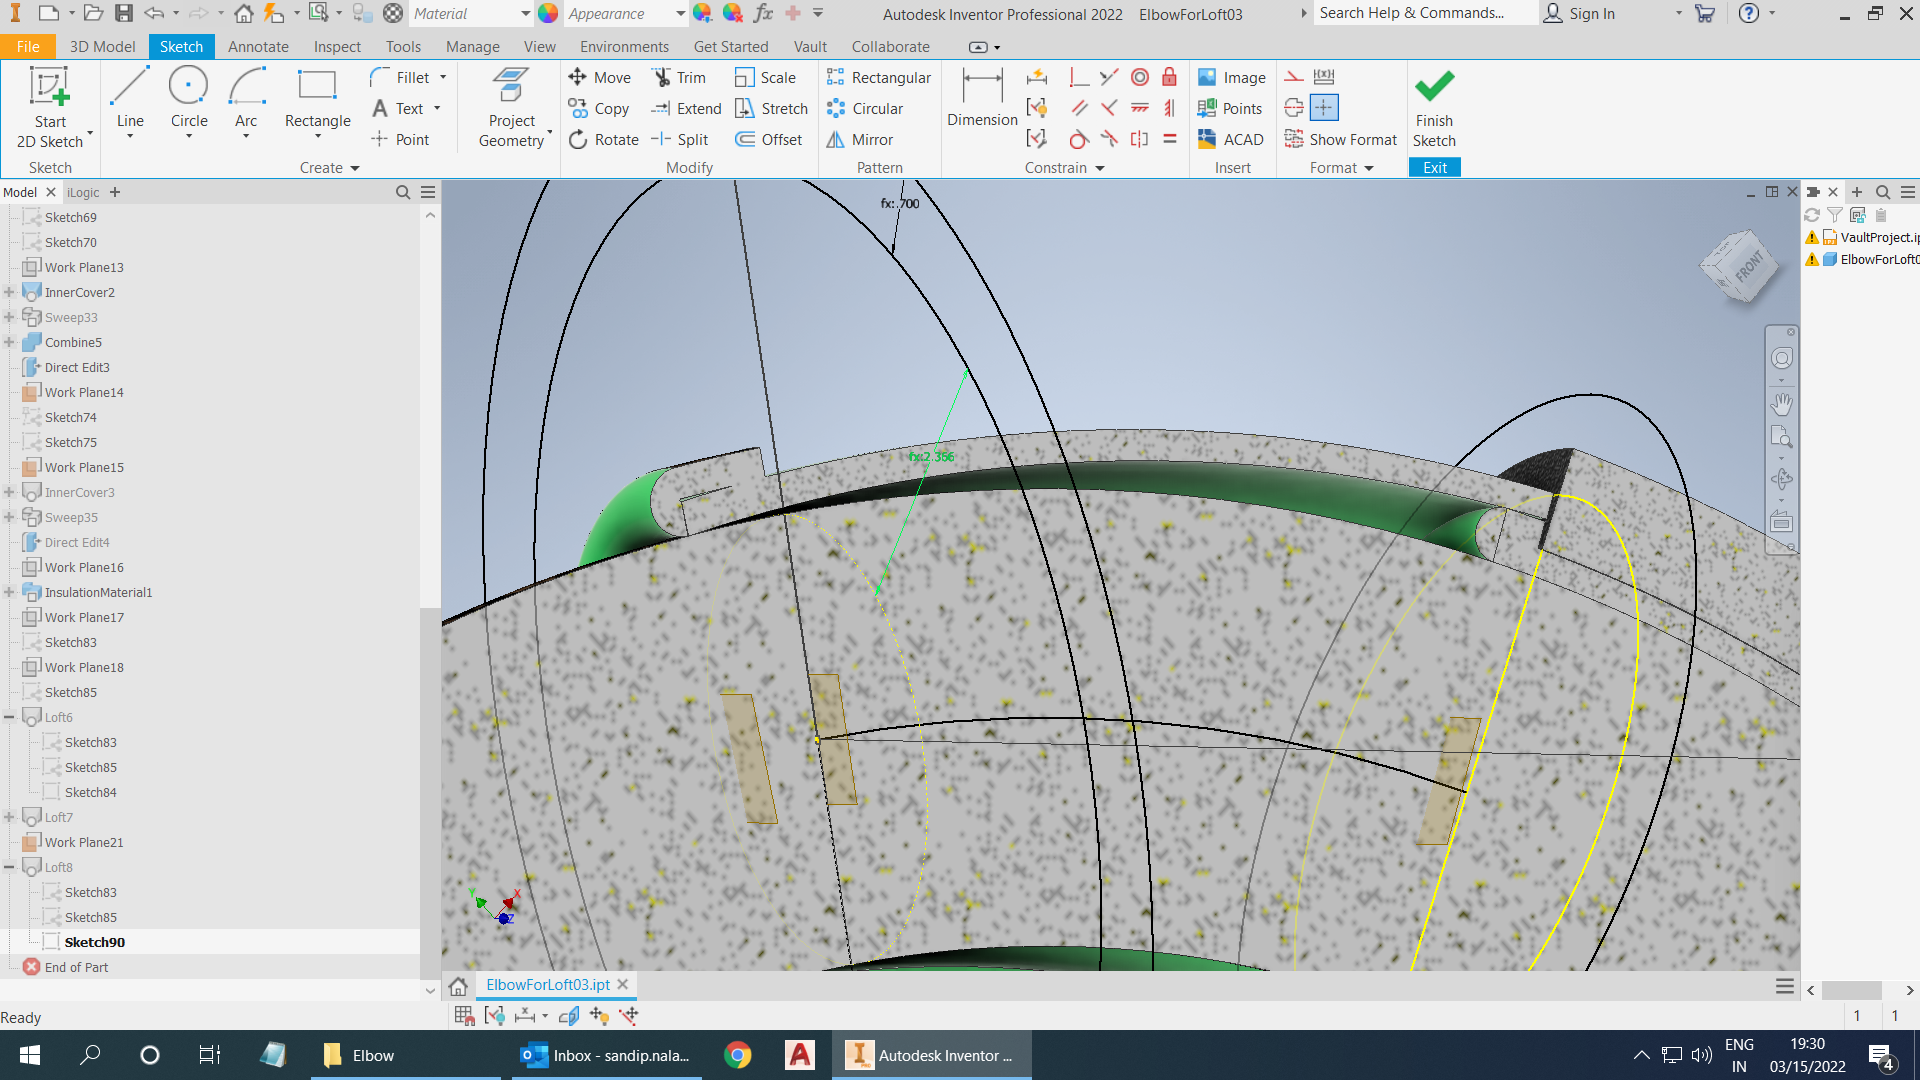 Material
Appearance
Autodesk Inventor Professional 2022 ElbowForLoft03
Search Help & Commands...
Sign In
File 3D Model Sketch Annotate Inspect Tools Manage View Environments Get Started Vault Collaborate
Start
2D Sketch
Line
Circle
Arc
Rectangle
Fillet
Text
Point
Project
Geometry
Move
Copy
Rotate
Trim
Extend
Split
Scale
Stretch
Offset
Rectangular
Circular
Mirror
Dimension
Image
Points
ACAD
Show Format
Finish
Sketch
Sketch Create Modify Pattern Constrain Insert Format Exit
Model iLogic
Sketch69
Sketch70
Work Plane13
InnerCover2
Sweep33
Combine5
Direct Edit3
Work Plane14
Sketch74
Sketch75
Work Plane15
InnerCover3
Sweep35
Direct Edit4
Work Plane16
InsulationMaterial1
Work Plane17
Sketch83
Work Plane18
Sketch85
Loft6
Sketch83
Sketch85
Sketch84
Loft7
Work Plane21
Loft8
Sketch83
Sketch85
Sketch90
End of Part
fx: .700
fx:2.366
FRONT
Y
X
Z
VaultProject.ip
ElbowForLoft0
ElbowForLoft03.ipt
Ready
1 1
Elbow
Inbox - sandip.nala...
Autodesk Inventor ...
ENG
IN
19:30
03/15/2022
4